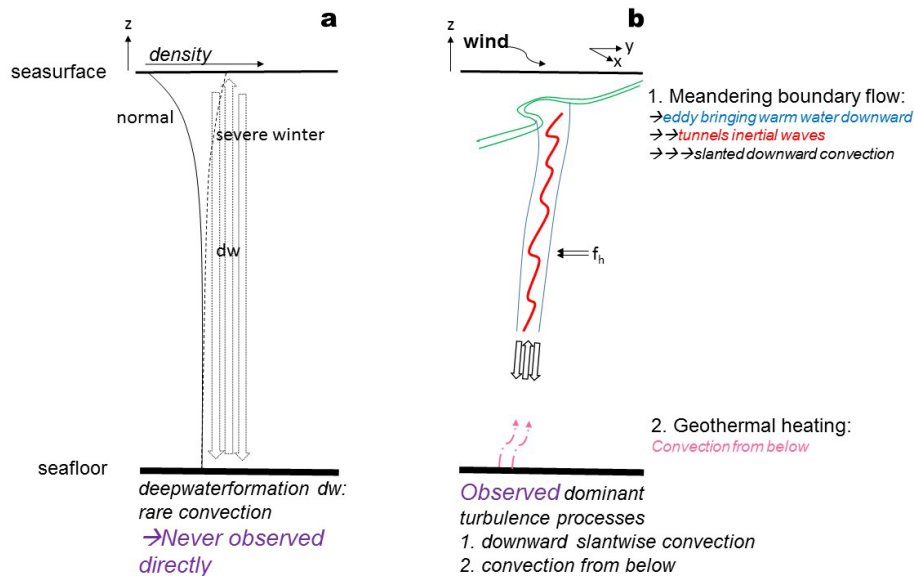 a
z
density
seasurface
normal
severe winter
dw
seafloor
deepwaterformation dw:
rare convection
→Never observed
directly
b
z
wind
y
x
1. Meandering boundary flow:
→eddy bringing warm water downward
→→tunnels inertial waves
→→→slanted downward convection
fh
2. Geothermal heating:
Convection from below
Observed dominant
turbulence processes
1. downward slantwise convection
2. convection from below